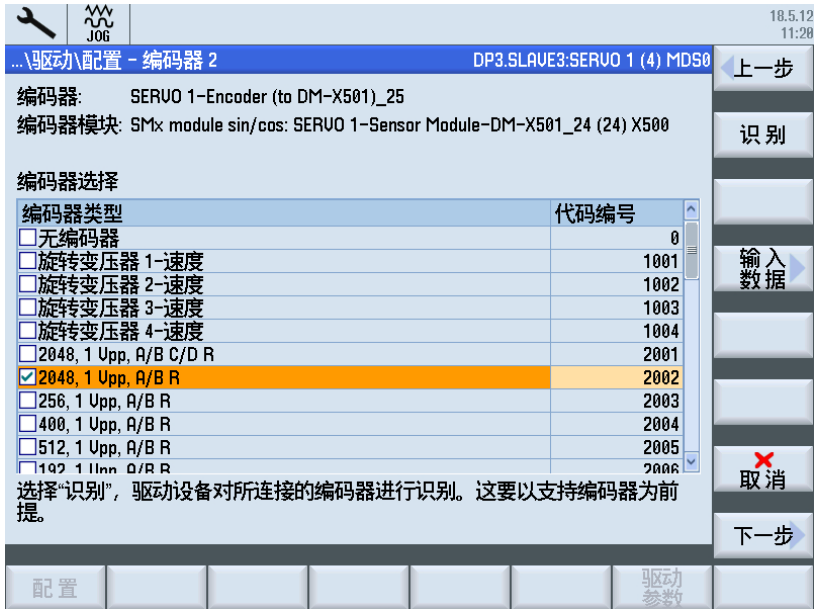 JOG
18.5.12
11:20
...\驱动\配置 - 编码器 2
DP3.SLAVE3:SERVO 1 (4) MDS0
编码器: SERVO 1-Encoder (to DM-X501)_25
编码器模块: SMx module sin/cos: SERVO 1-Sensor Module-DM-X501_24 (24) X500
编码器选择
编码器类型 代码编号
无编码器 0
旋转变压器 1-速度 1001
旋转变压器 2-速度 1002
旋转变压器 3-速度 1003
旋转变压器 4-速度 1004
2048, 1 Vpp, A/B C/D R 2001
2048, 1 Vpp, A/B R 2002
256, 1 Vpp, A/B R 2003
400, 1 Vpp, A/B R 2004
512, 1 Vpp, A/B R 2005
192, 1 Vpp, A/B R 2006
选择“识别”, 驱动设备对所连接的编码器进行识别。这要以支持编码器为前
提。
上一步
识别
输入
数据
取消
下一步
配置
驱动
参数